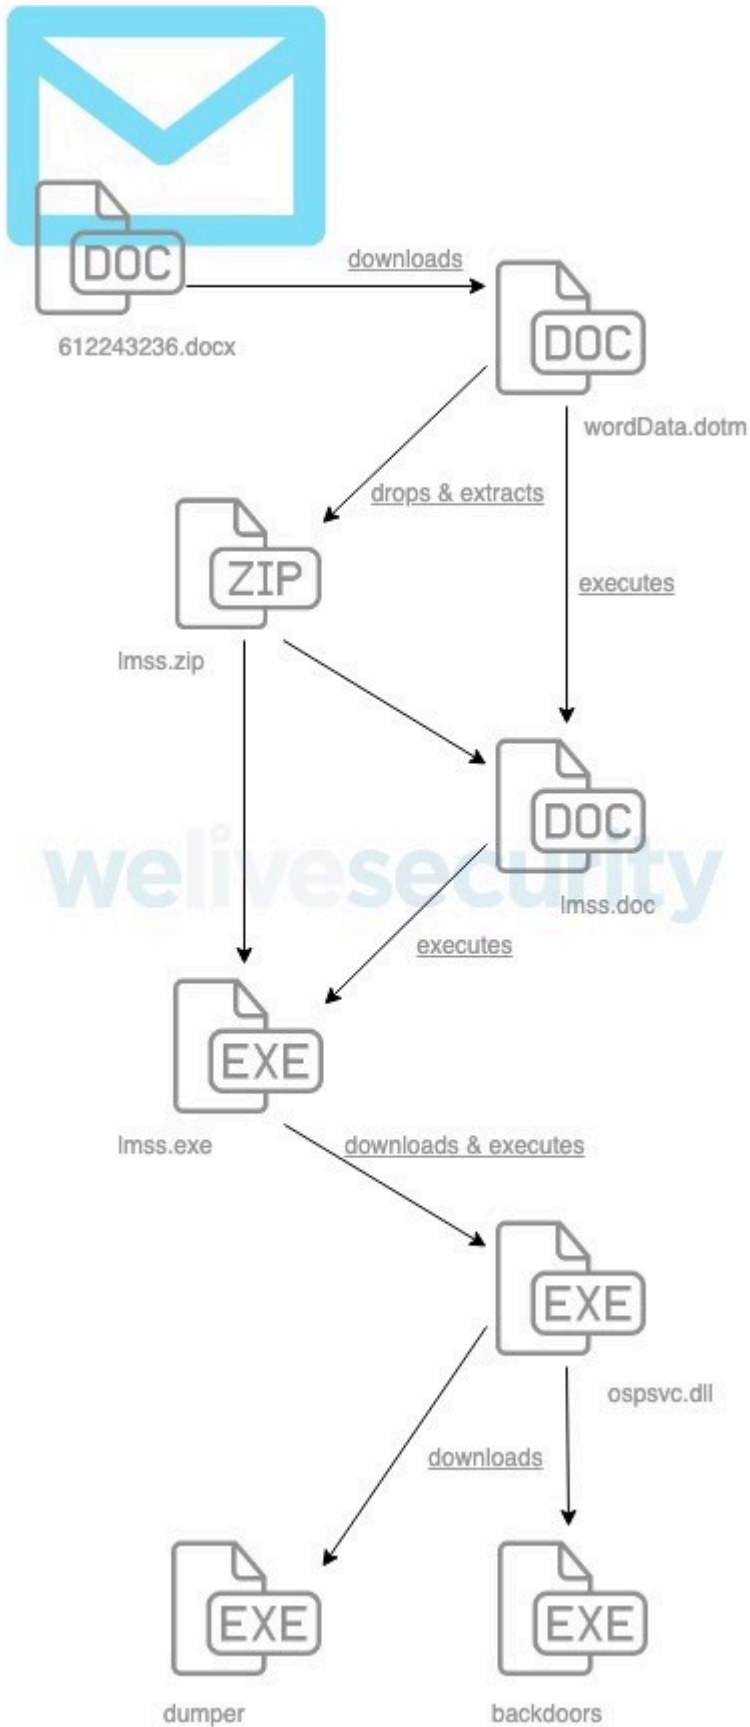 DOC
downloads
612243236.docx
DOC
wordData.dotm
drops & extracts
ZIP
executes
lmss.zip
DOC
welivesecurity
lmss.doc
executes
EXE
lmss.exe
downloads & executes
EXE
ospsvc.dll
downloads
EXE
EXE
dumper
backdoors